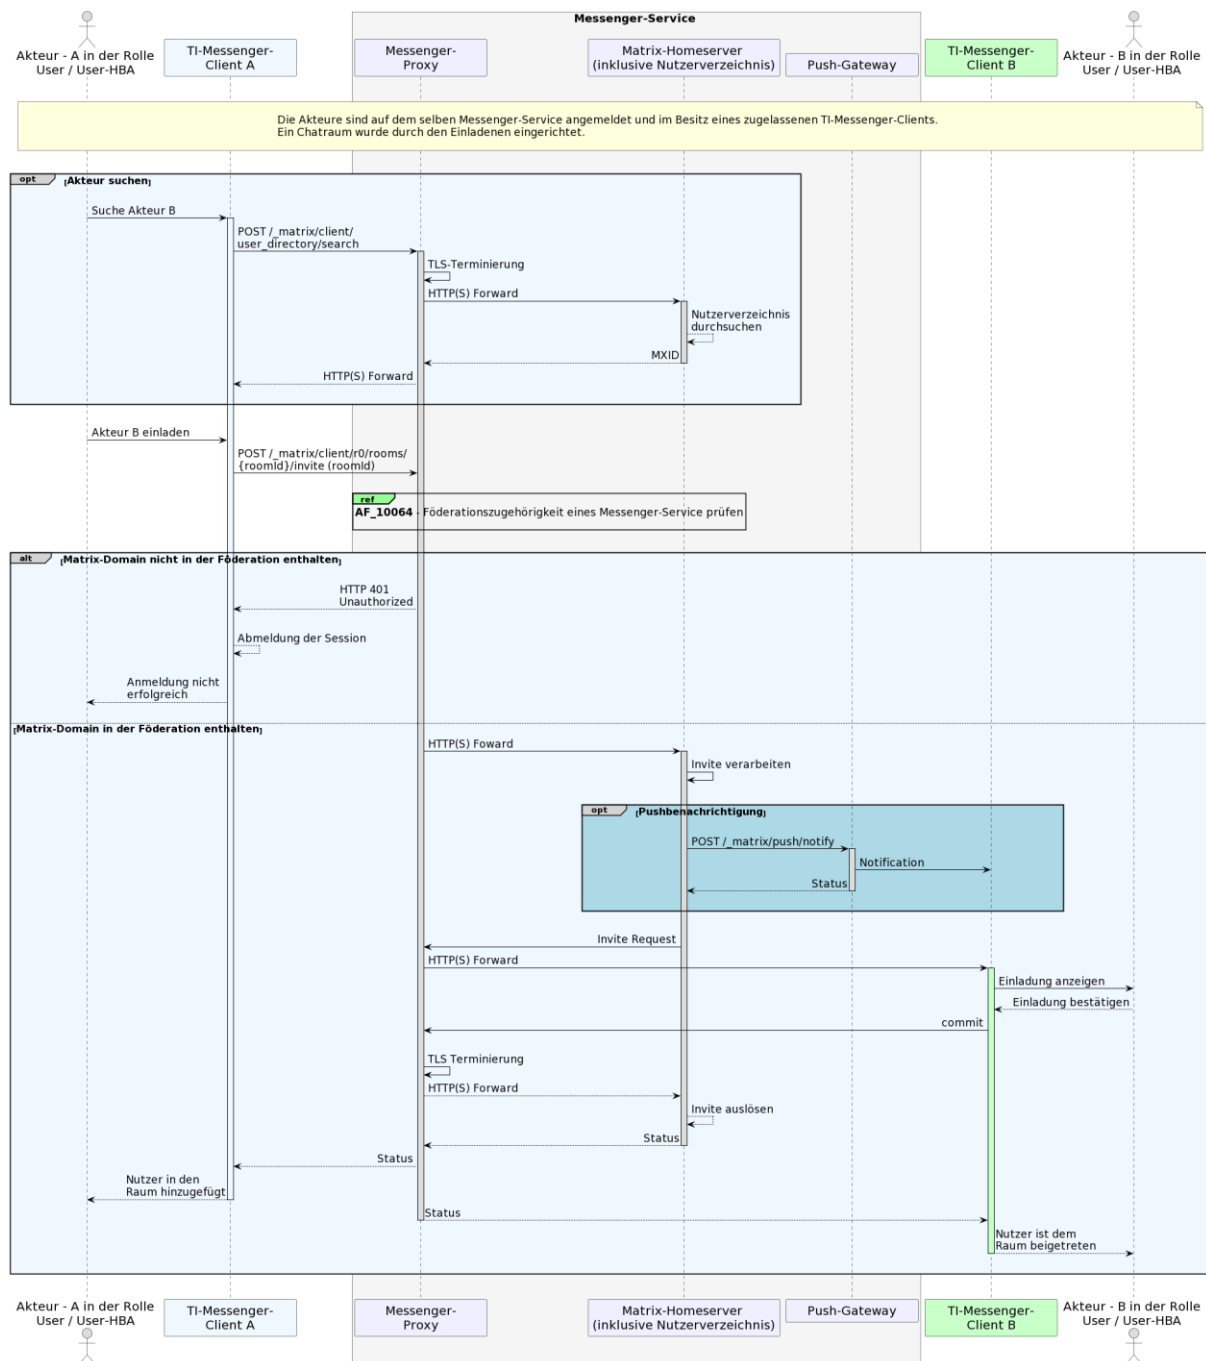 Messenger-Service
Akteur - A in der Rolle
User / User-HBA
TI-Messenger-
Client A
Messenger-
Proxy
Matrix-Homeserver
(inklusive Nutzerverzeichnis)
Push-Gateway
TI-Messenger-
Client B
Akteur - B in der Rolle
User / User-HBA
Die Akteure sind auf dem selben Messenger-Service angemeldet und im Besitz eines zugelassenen TI-Messenger-Clients.
Ein Chatraum wurde durch den Einladenen eingerichtet.
opt [Akteur suchen]
Suche Akteur B
POST /_matrix/client/
user_directory/search
TLS-Terminierung
HTTP(S) Forward
Nutzerverzeichnis
durchsuchen
MXID
HTTP(S) Forward
Akteur B einladen
POST /_matrix/client/r0/rooms/
{roomId}/invite (roomId)
ref
AF_10064 - Föderationszugehörigkeit eines Messenger-Service prüfen
alt [Matrix-Domain nicht in der Föderation enthalten]
HTTP 401
Unauthorized
Abmeldung der Session
Anmeldung nicht
erfolgreich
[Matrix-Domain in der Föderation enthalten]
HTTP(S) Foward
Invite verarbeiten
opt [Pushbenachrichtigung]
POST /_matrix/push/notify
Notification
Status
Invite Request
HTTP(S) Forward
Einladung anzeigen
Einladung bestätigen
commit
TLS Terminierung
HTTP(S) Forward
Invite auslösen
Status
Status
Nutzer in den
Raum hinzugefügt
Status
Nutzer ist dem
Raum beigetreten
Akteur - A in der Rolle
User / User-HBA
TI-Messenger-
Client A
Messenger-
Proxy
Matrix-Homeserver
(inklusive Nutzerverzeichnis)
Push-Gateway
TI-Messenger-
Client B
Akteur - B in der Rolle
User / User-HBA